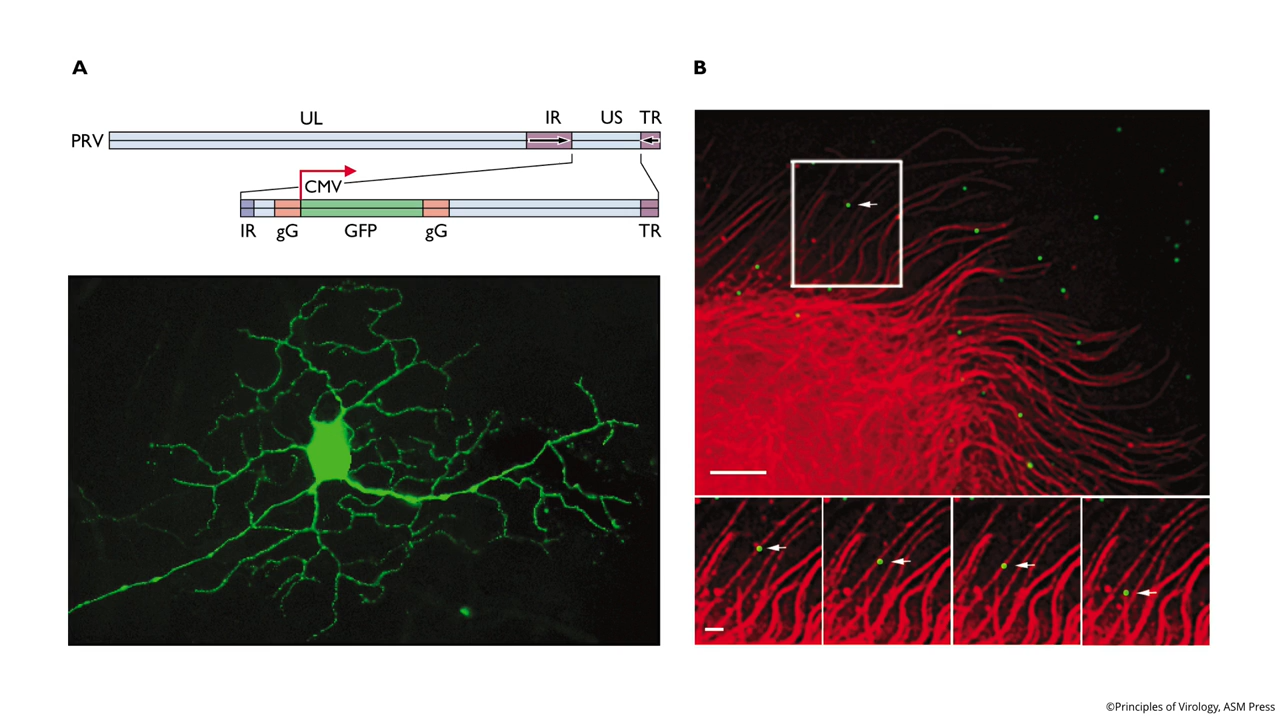 A
UL IR US TR
PRV
CMV
IR gG GFP gG TR
B
©Principles of Virology, ASM Press